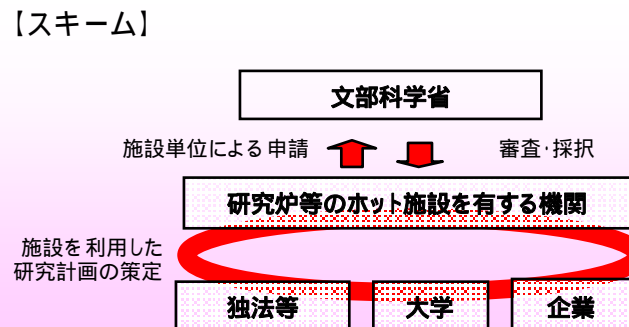 【スキーム】
文部科学省
施設単位による申請
審査・採択
研究炉等のホット施設を有する機関
施設を利用した
研究計画の策定
独法等
大学
企業